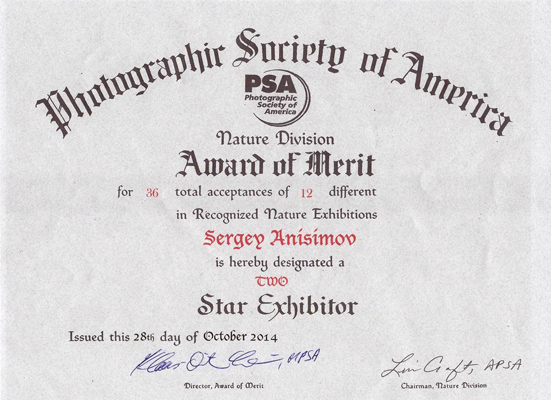 Photographic Society of America
PSA
Photographic
Society of
America
Nature Division
Award of Merit
for 36 total acceptances of 12 different
in Recognized Nature Exhibitions
Sergey Anisimov
is hereby designated a
TWO
Star Exhibitor
Issued this 28th day of October 2014
MPSA
APSA
Director, Award of Merit
Chairman, Nature Division